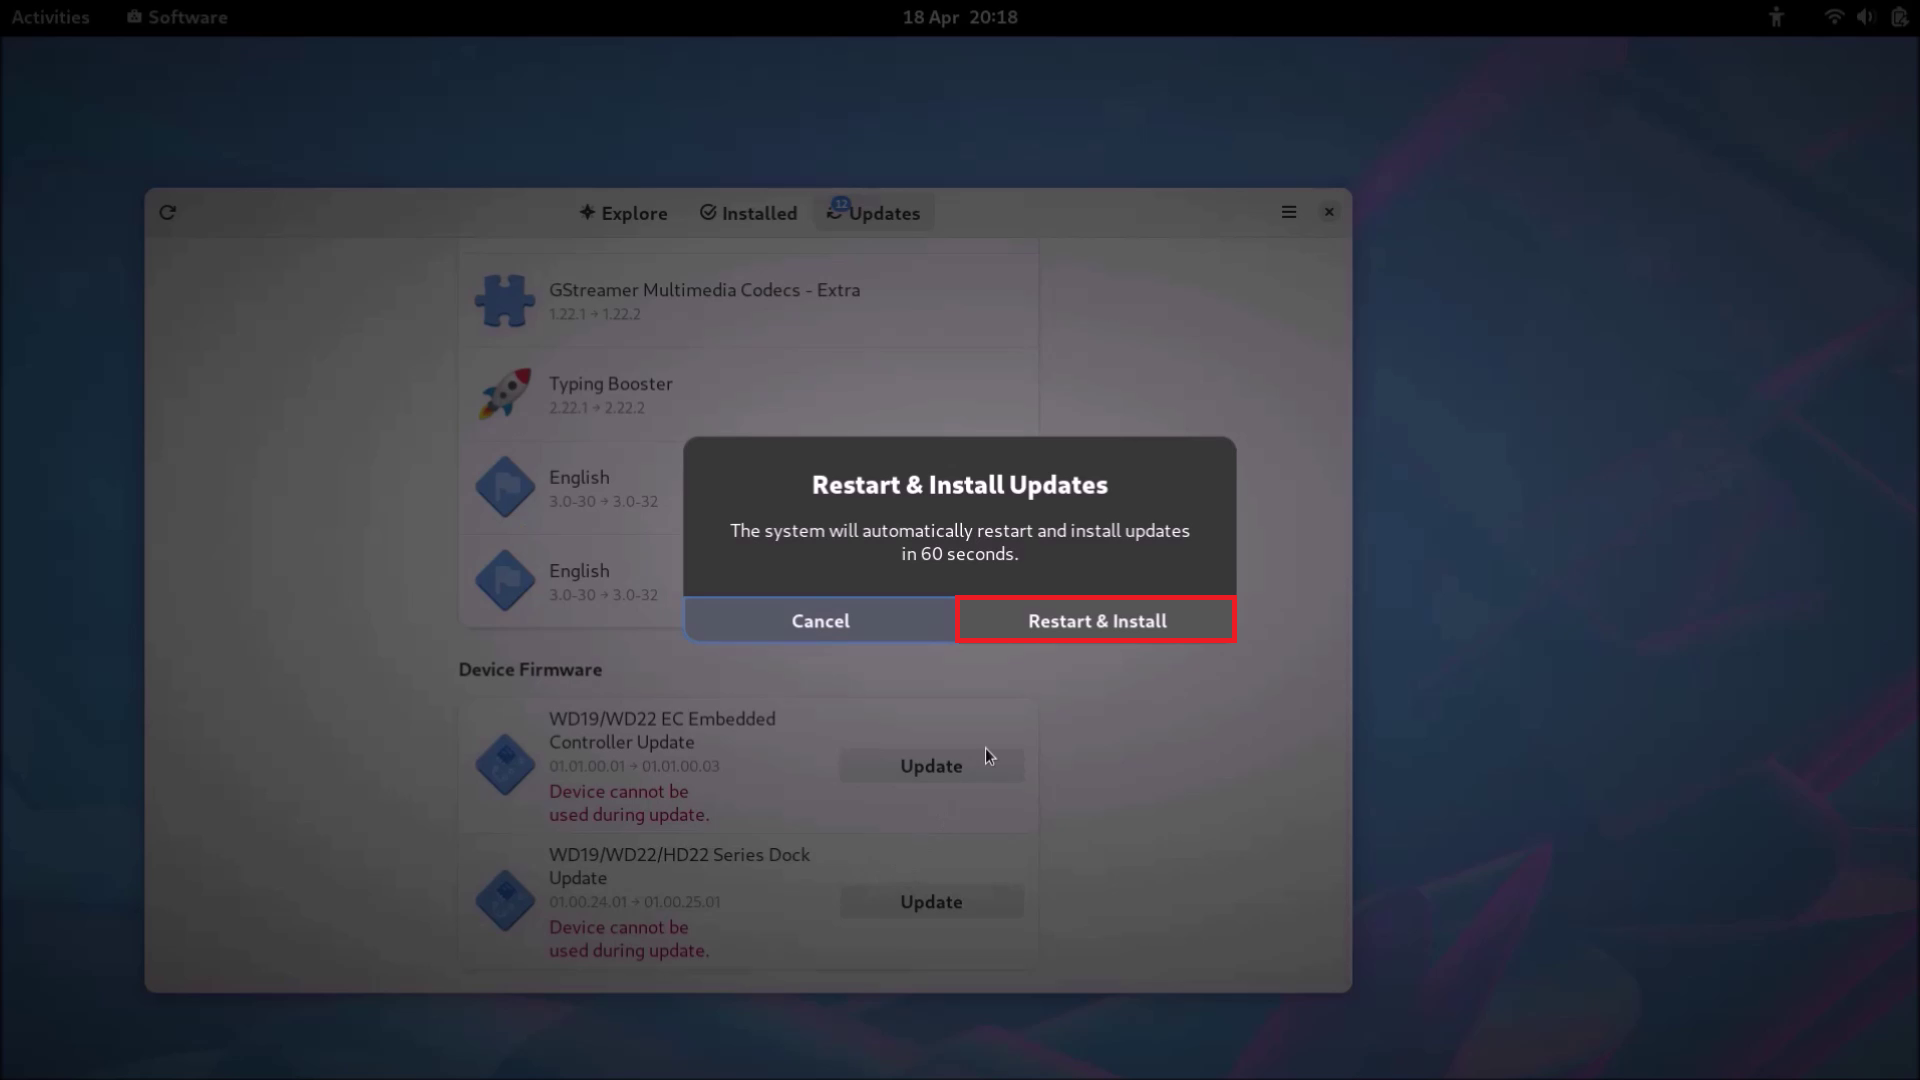 Activities
Software
18 Apr 20:18
Explore
Installed
12
Updates
GStreamer Multimedia Codecs - Extra
1.22.1 → 1.22.2
Typing Booster
2.22.1 → 2.22.2
English
3.0-30 → 3.0-32
English
3.0-30 → 3.0-32
Restart & Install Updates
The system will automatically restart and install updates
in 60 seconds.
Cancel
Restart & Install
Device Firmware
WD19/WD22 EC Embedded
Controller Update
01.01.00.01 → 01.01.00.03
Device cannot be
used during update.
Update
WD19/WD22/HD22 Series Dock
Update
01.00.24.01 → 01.00.25.01
Device cannot be
used during update.
Update